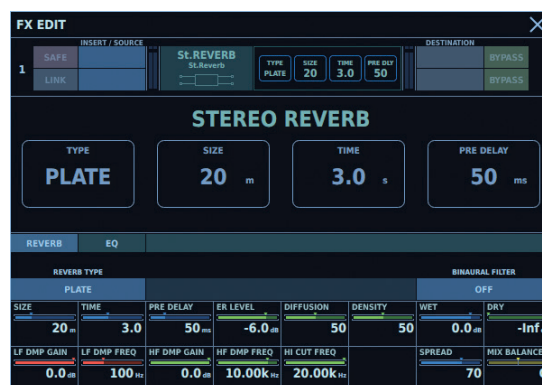 FX EDIT
INSERT / SOURCE
DESTINATION
1
SAFE
LINK
St.REVERB
St.Reverb
TYPE
PLATE
SIZE
20
TIME
3.0
PRE DLY
50
BYPASS
BYPASS
STEREO REVERB
TYPE
PLATE
SIZE
20 m
TIME
3.0 s
PRE DELAY
50 ms
REVERB
EQ
REVERB TYPE
PLATE
BINAURAL FILTER
OFF
SIZE
20 m
TIME
3.0
PRE DELAY
50 ms
ER LEVEL
-6.0 dB
DIFFUSION
50
DENSITY
50
WET
0.0 dB
DRY
-Inf
LF DMP GAIN
0.0 dB
LF DMP FREQ
100 Hz
HF DMP GAIN
0.0 dB
HF DMP FREQ
10.00k Hz
HI CUT FREQ
20.00k Hz
SPREAD
70
MIX BALANCE